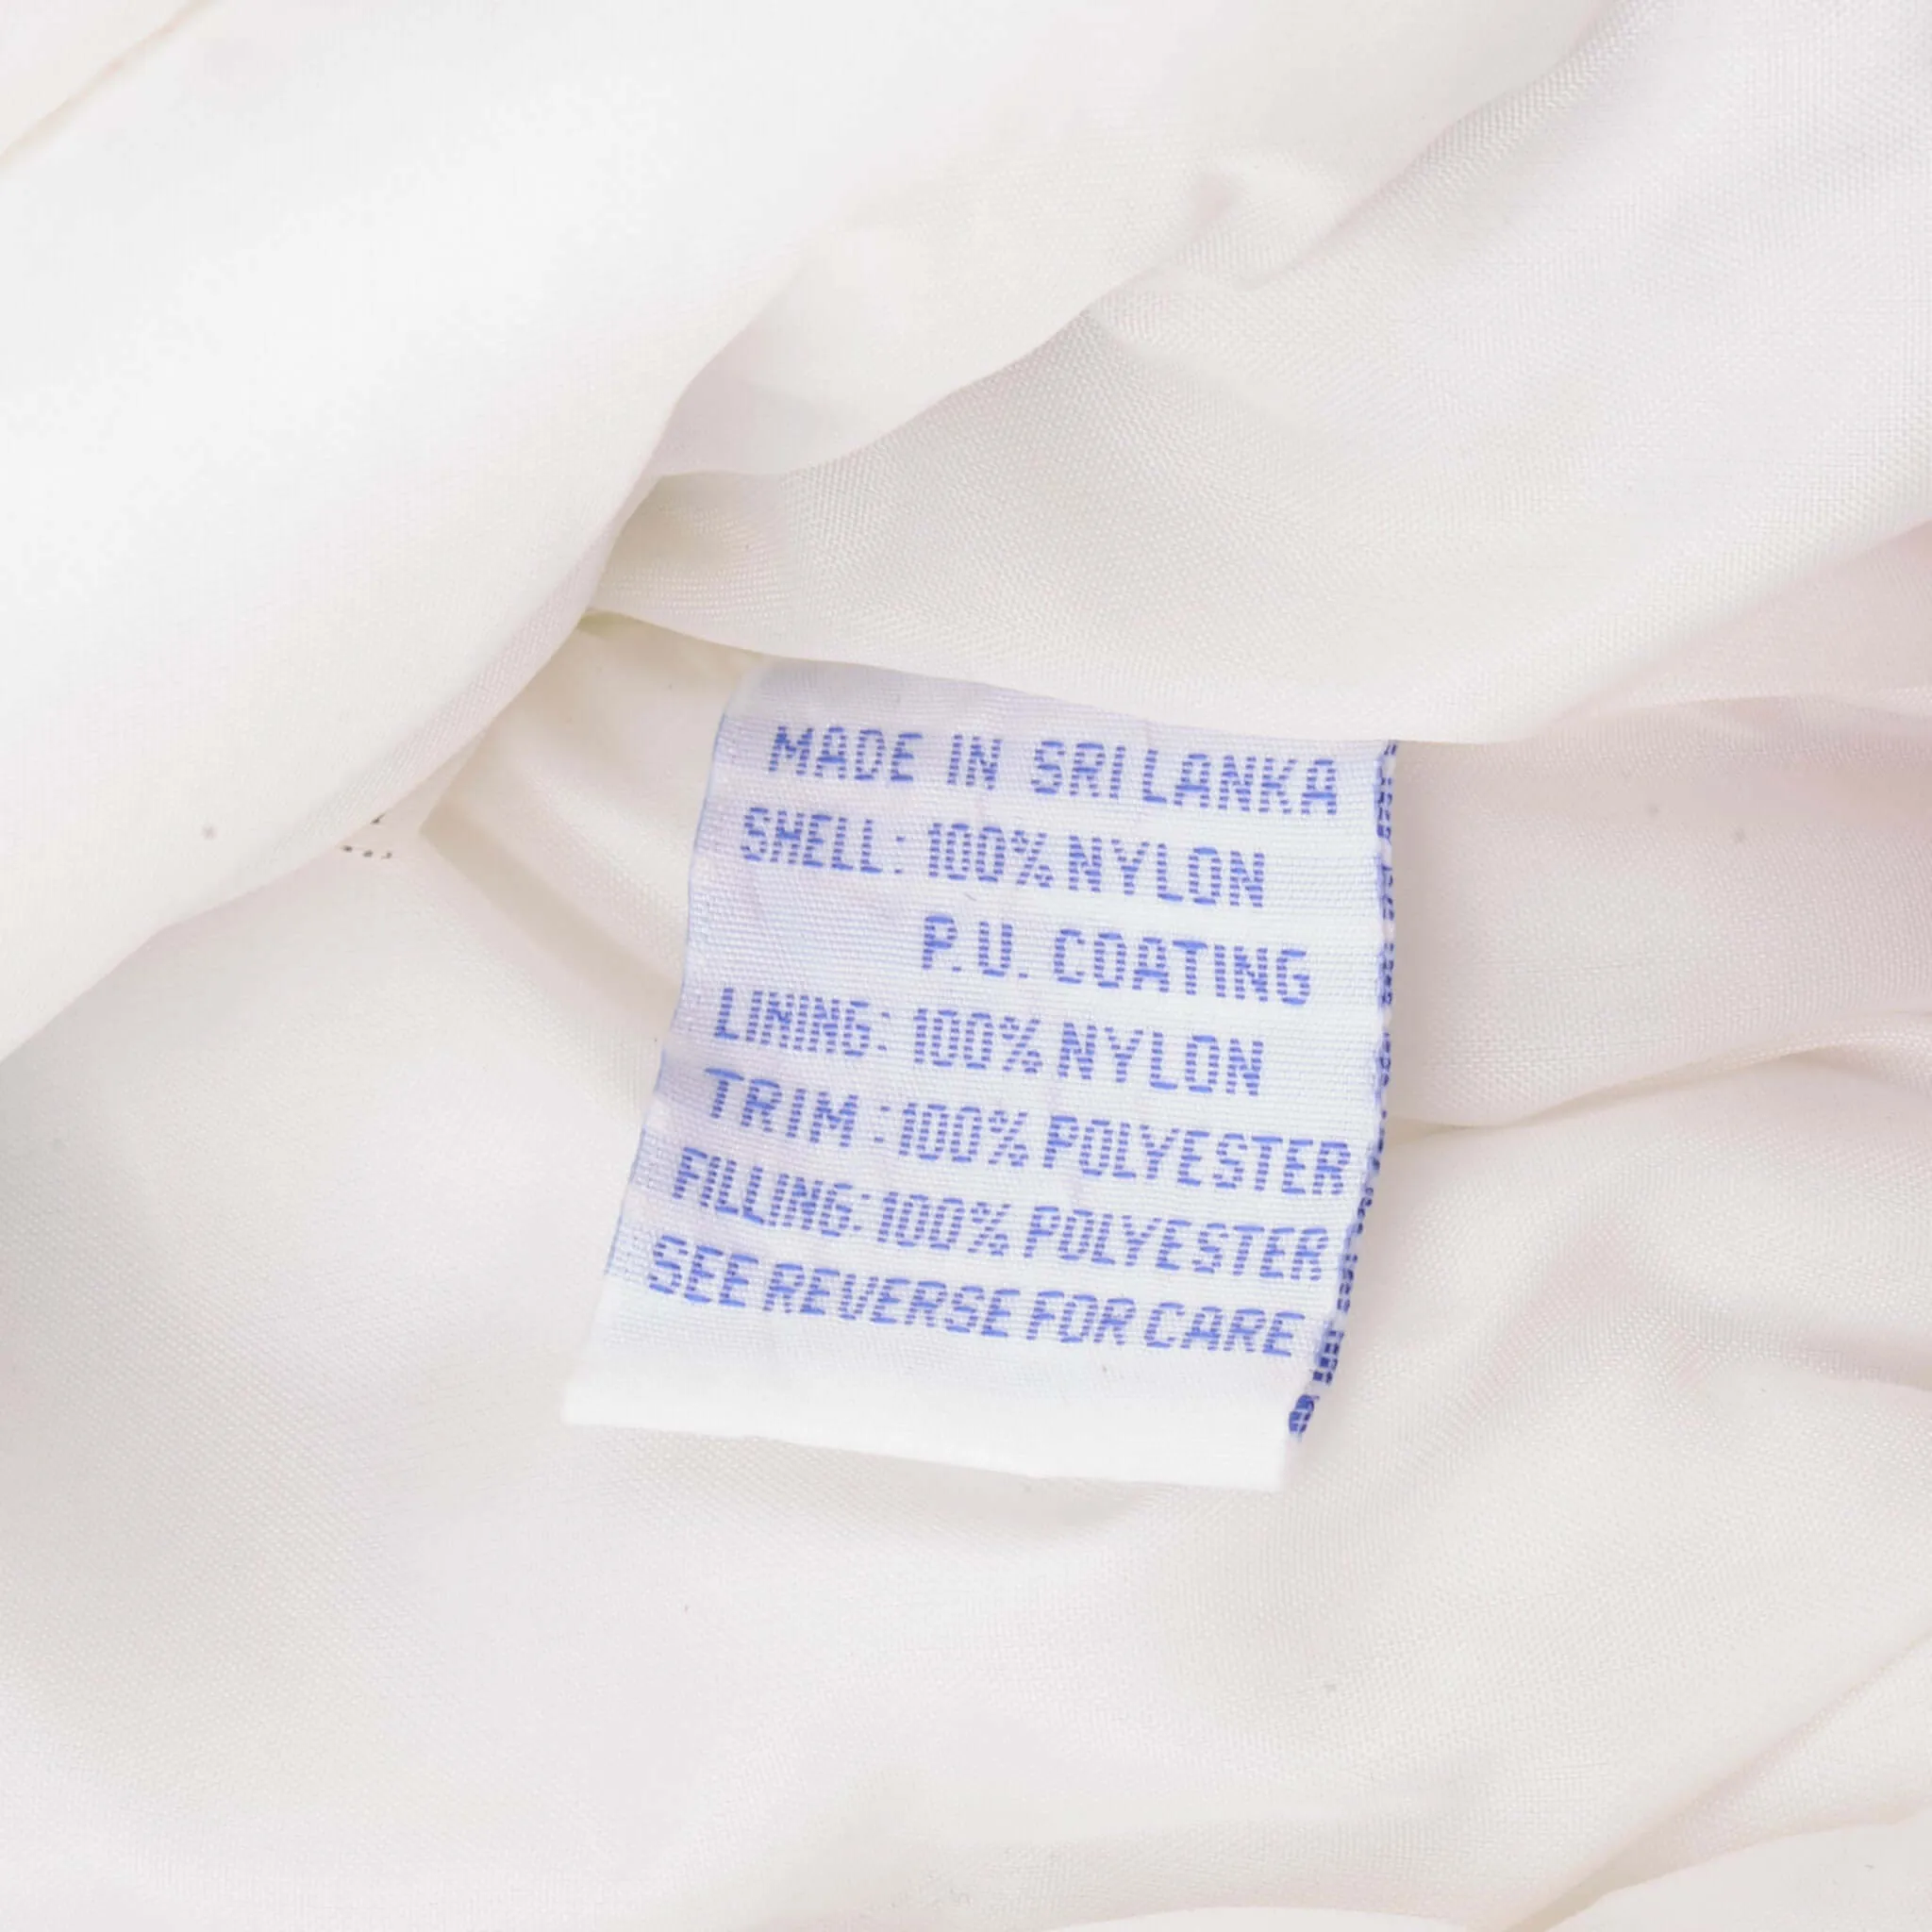 MADE IN SRI LANKA
SHELL: 100% NYLON
P.U. COATING
LINING: 100% NYLON
TRIM : 100% POLYESTER
FILLING: 100% POLYESTER
SEE REVERSE FOR CARE